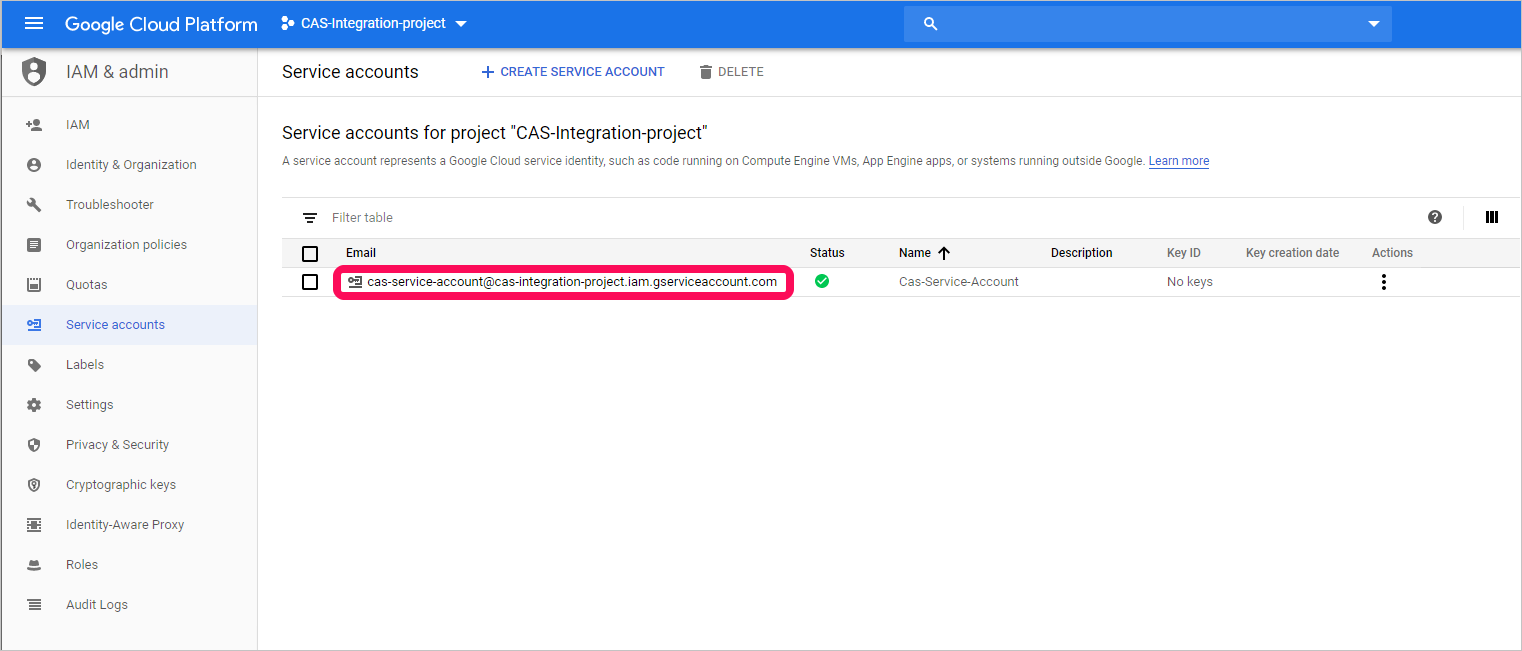 Google Cloud Platform CAS-Integration-project
IAM & admin
Service accounts CREATE SERVICE ACCOUNT DELETE
IAM
Identity & Organization
Troubleshooter
Organization policies
Quotas
Service accounts
Labels
Settings
Privacy & Security
Cryptographic keys
Identity-Aware Proxy
Roles
Audit Logs
Service accounts for project "CAS-Integration-project"
A service account represents a Google Cloud service identity, such as code running on Compute Engine VMs, App Engine apps, or systems running outside Google. Learn more
Filter table
Email Status Name Description Key ID Key creation date Actions
cas-service-account@cas-integration-project.iam.gserviceaccount.com Cas-Service-Account No keys